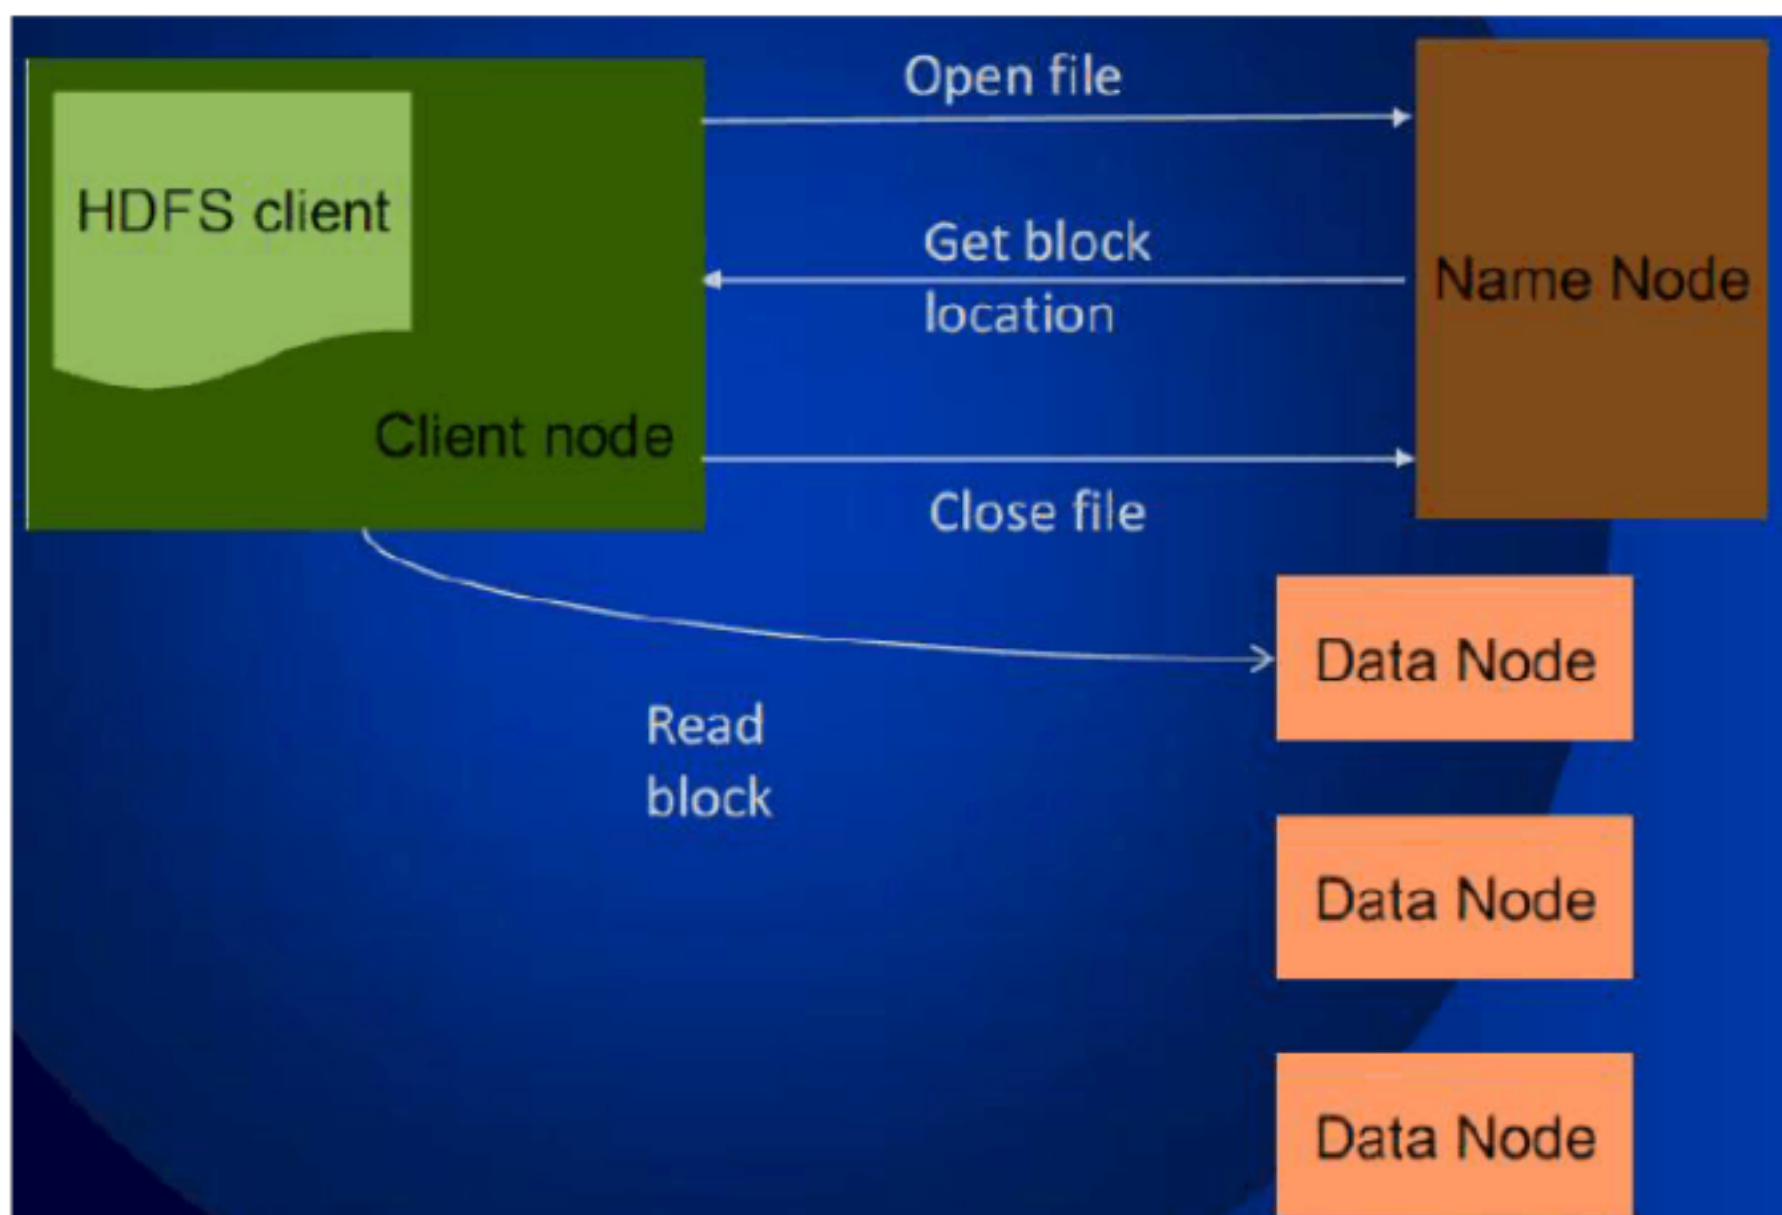 Open file
HDFS client
Get block
location
Name Node
Client node
Close file
Data Node
Read
block
Data Node
Data Node